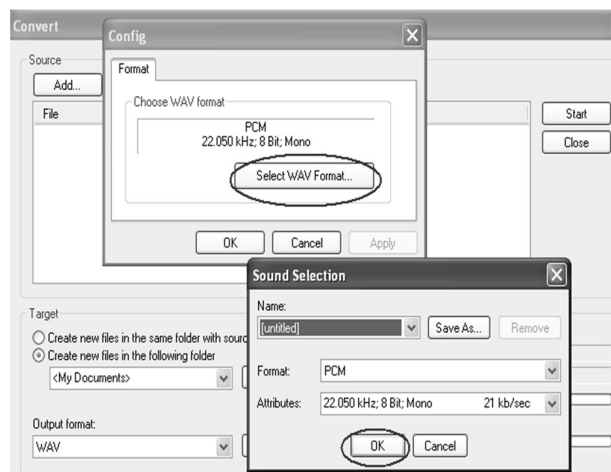 Convert
Config
Source
Format
Add...
Choose WAV format
File
PCM
22.050 kHz; 8 Bit; Mono
Start
Close
Select WAV Format...
OK Cancel Apply
Sound Selection
Name:
[untitled] Save As... Remove
Target
Create new files in the same folder with sourc
Create new files in the following folder
<My Documents>
Format: PCM
Attributes: 22.050 kHz; 8 Bit; Mono 21 kb/sec
Output format:
WAV
OK Cancel